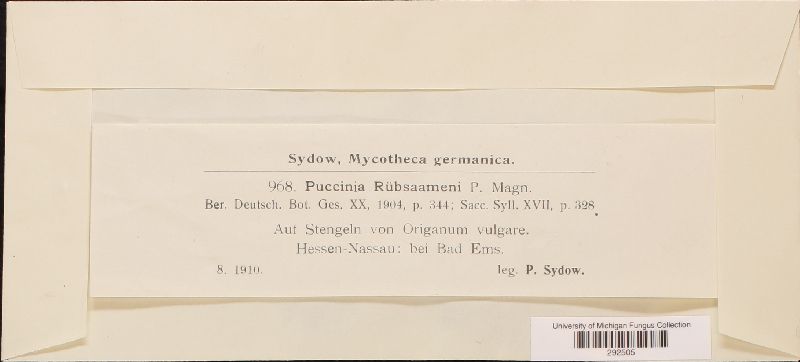 Sydow, Mycotheca germanica.
968. Puccinia Rübsaameni P. Magn.
Ber. Deutsch. Bot. Ges. XX, 1904, p. 344; Sacc. Syll. XVII, p. 328.
Auf Stengeln von Origanum vulgare.
Hessen-Nassau: bei Bad Ems.
8. 1910. leg. P. Sydow.
University of Michigan Fungus Collection
292505